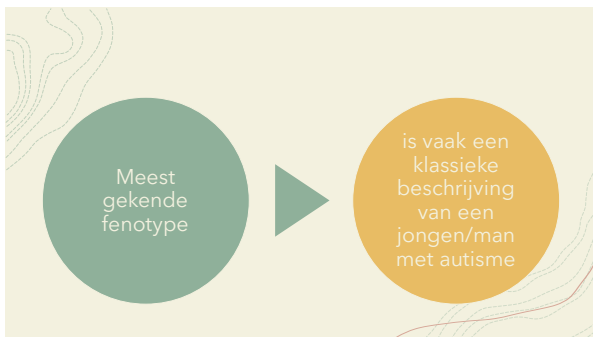 Meest
gekende
fenotype
is vaak een
klassieke
beschrijving
van een
jongen/man
met autisme